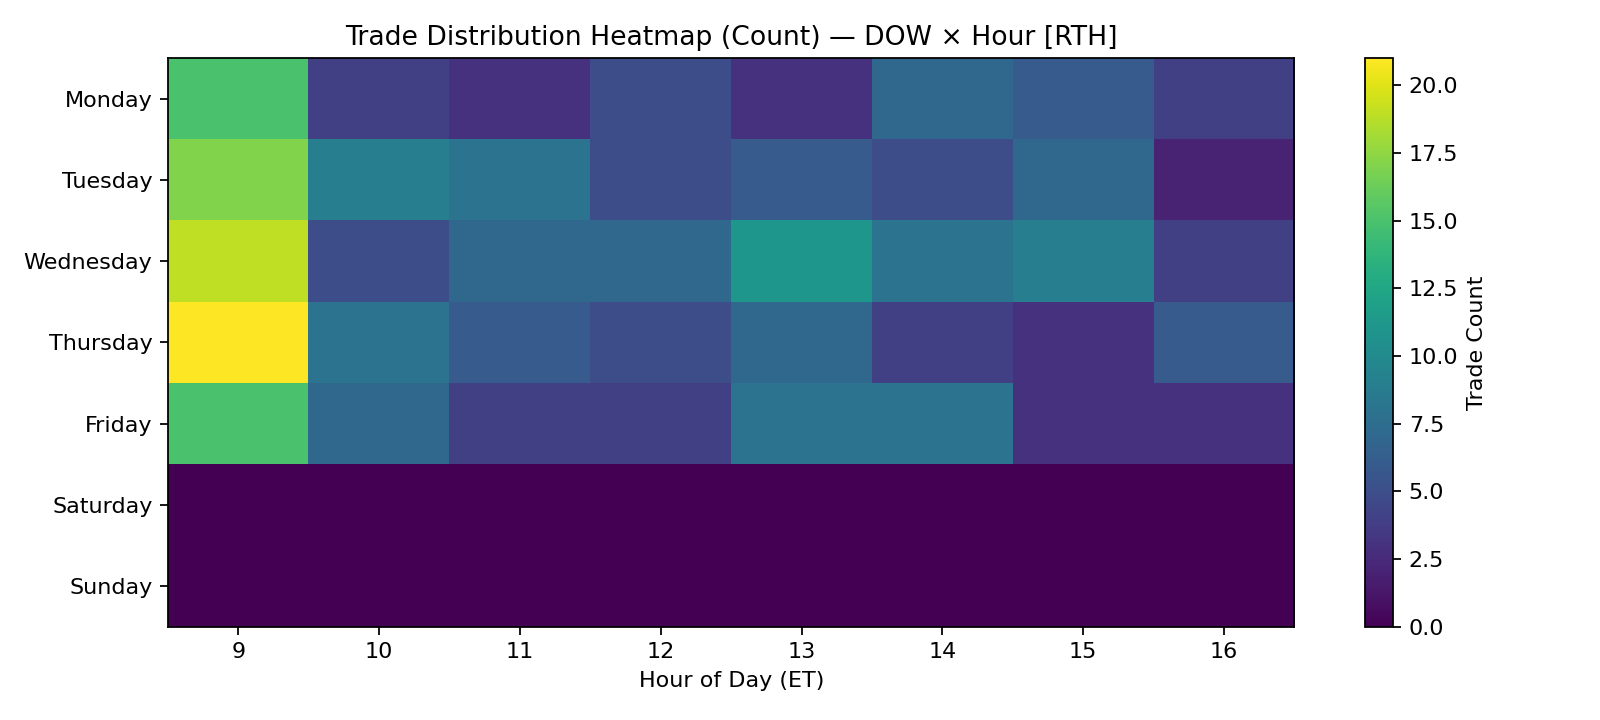 Trade Distribution Heatmap (Count) — DOW × Hour [RTH]
Monday
Tuesday
Wednesday
Thursday
Friday
Saturday
Sunday
9 10 11 12 13 14 15 16
Hour of Day (ET)
20.0
17.5
15.0
12.5
10.0
7.5
5.0
2.5
0.0
Trade Count